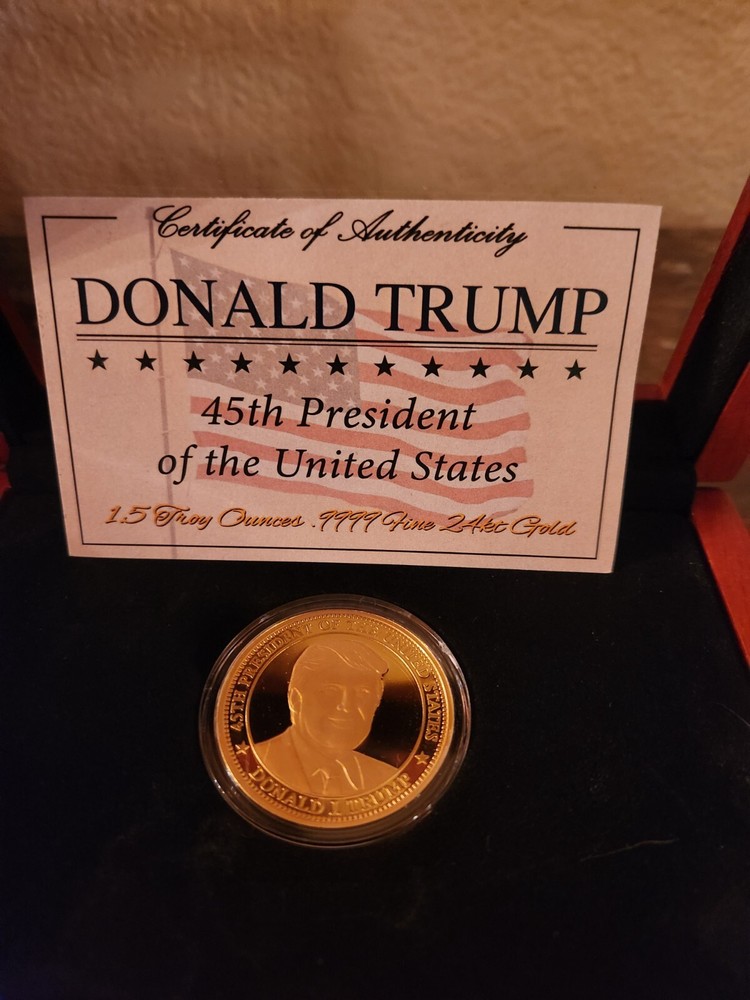 Certificate of Authenticity
DONALD TRUMP
45th President
of the United States
1.5 Troy Ounces .9999 Fine 24kt Gold
45TH PRESIDENT OF THE UNITED STATES
DONALD J. TRUMP